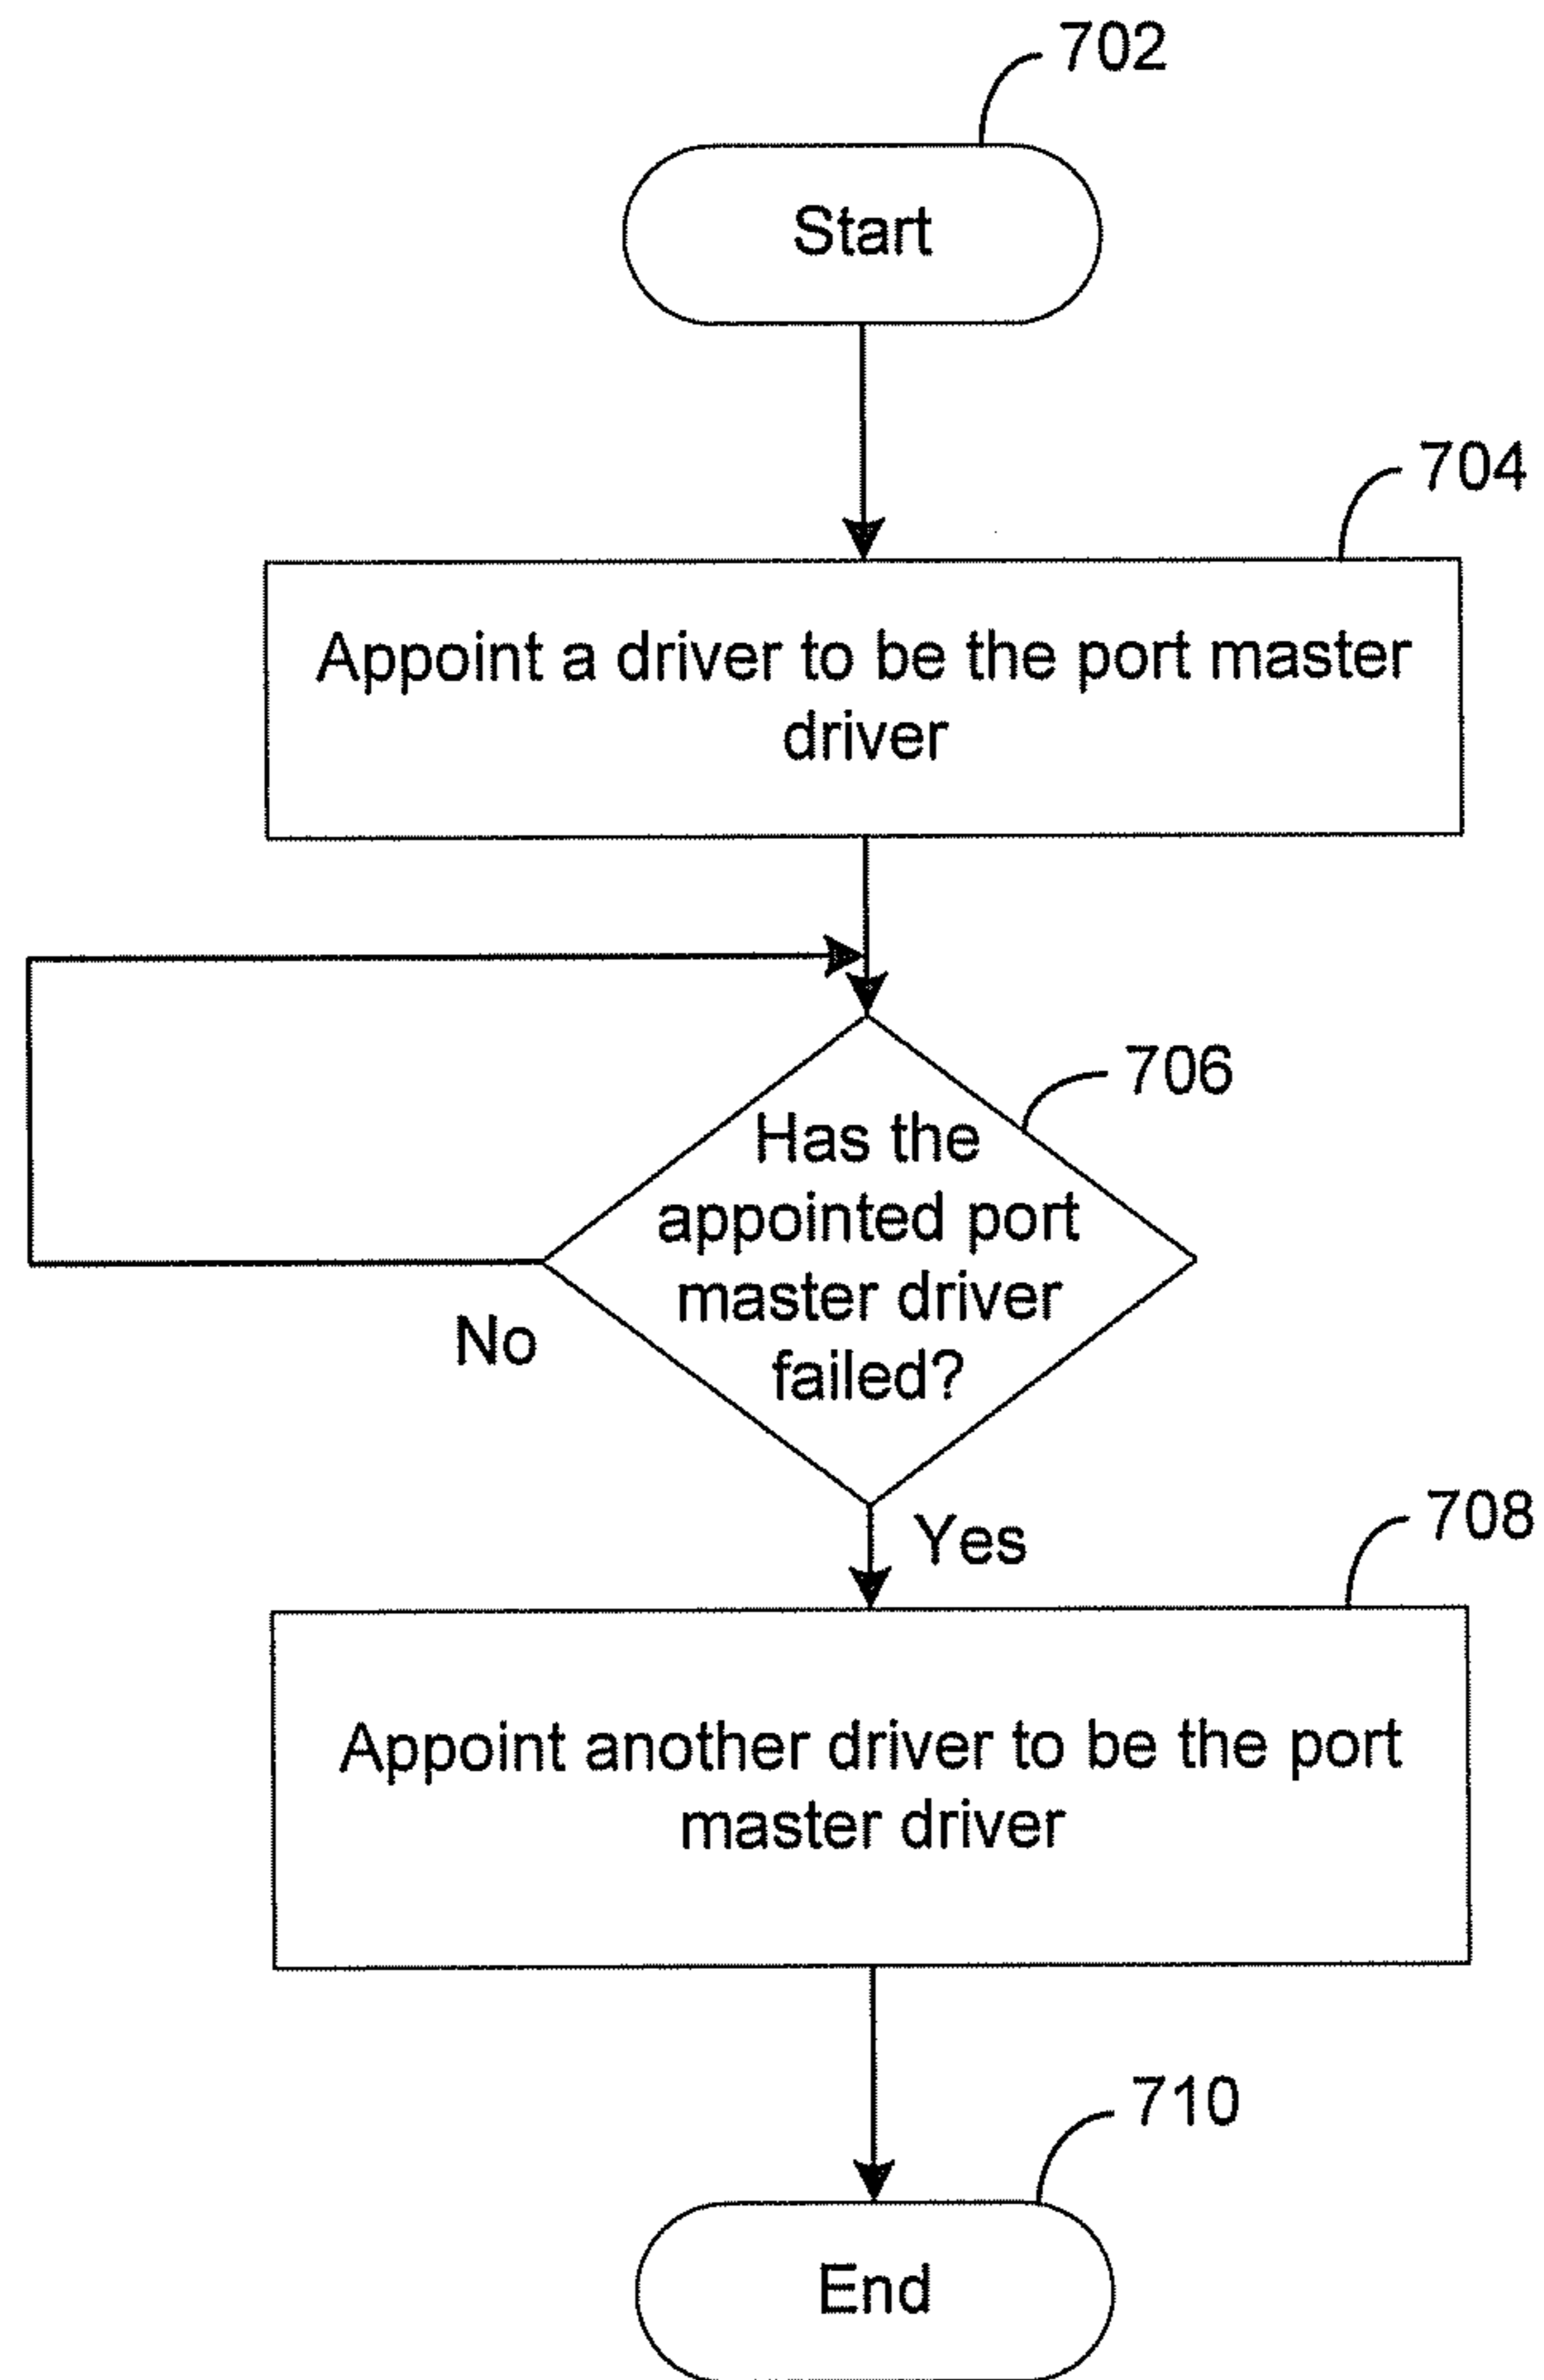 702
Start
704
Appoint a driver to be the port master
driver
706
Has the
appointed port
master driver
failed?
No
Yes
708
Appoint another driver to be the port
master driver
710
End